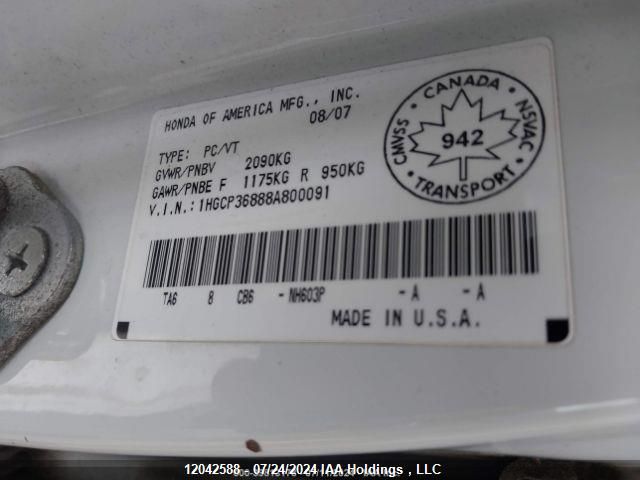 HONDA OF AMERICA MFG., INC.
08/07
TYPE: PC/VT
GVWR/PNBV 2090KG
GAWR/PNBE F 1175KG R 950KG
V.I.N.:1HGCP36888A800091
CANADA
CMVSS
NSVAC
942
TRANSPORT
TA6 8 CB6 -NH603P -A -A
MADE IN U.S.A.
12042588 - 07/24/2024 IAA Holdings , LLC